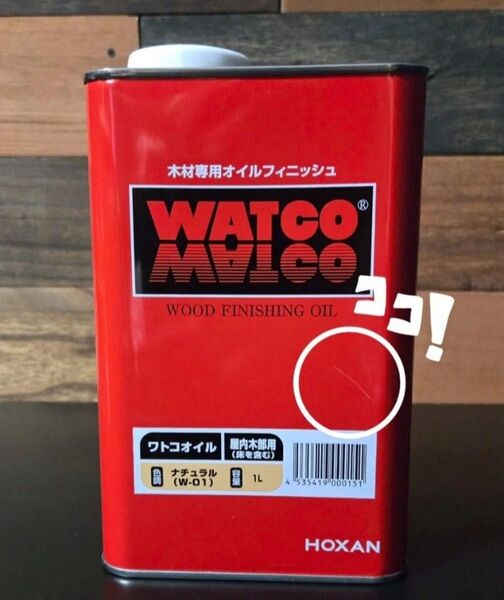 木材専用オイルフィニッシュ
WATCO®
WATCO
WOOD FINISHING OIL
ココ!
ワトコオイル
屋内木部用
(床を含む)
色調
ナチュラル
(W-01)
容量
1L
4 535419 000151
HOXAN